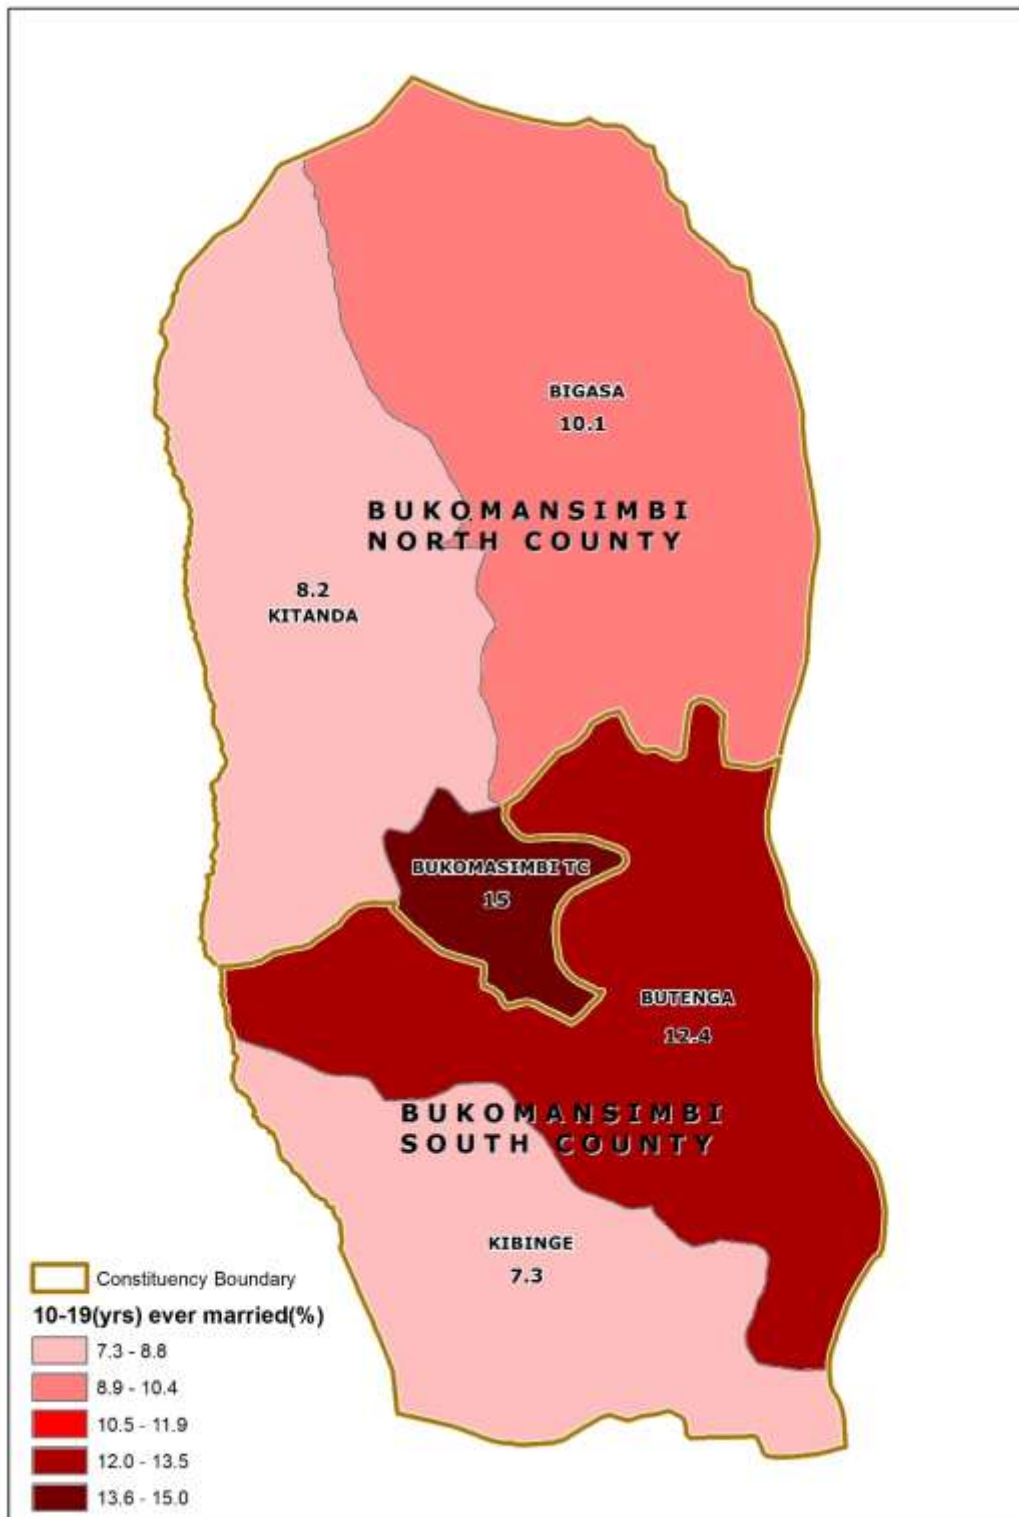 BIGASA
10.1
BUKOMANSIMBI
NORTH COUNTY
8.2
KITANDA
BUKOMASIMBI TC
15
BUTENGA
12.4
BUKOMANSIMBI
SOUTH COUNTY
KIBINGE
7.3
Constituency Boundary
10-19(yrs) ever married(%)
7.3 - 8.8
8.9 - 10.4
10.5 - 11.9
12.0 - 13.5
13.6 - 15.0